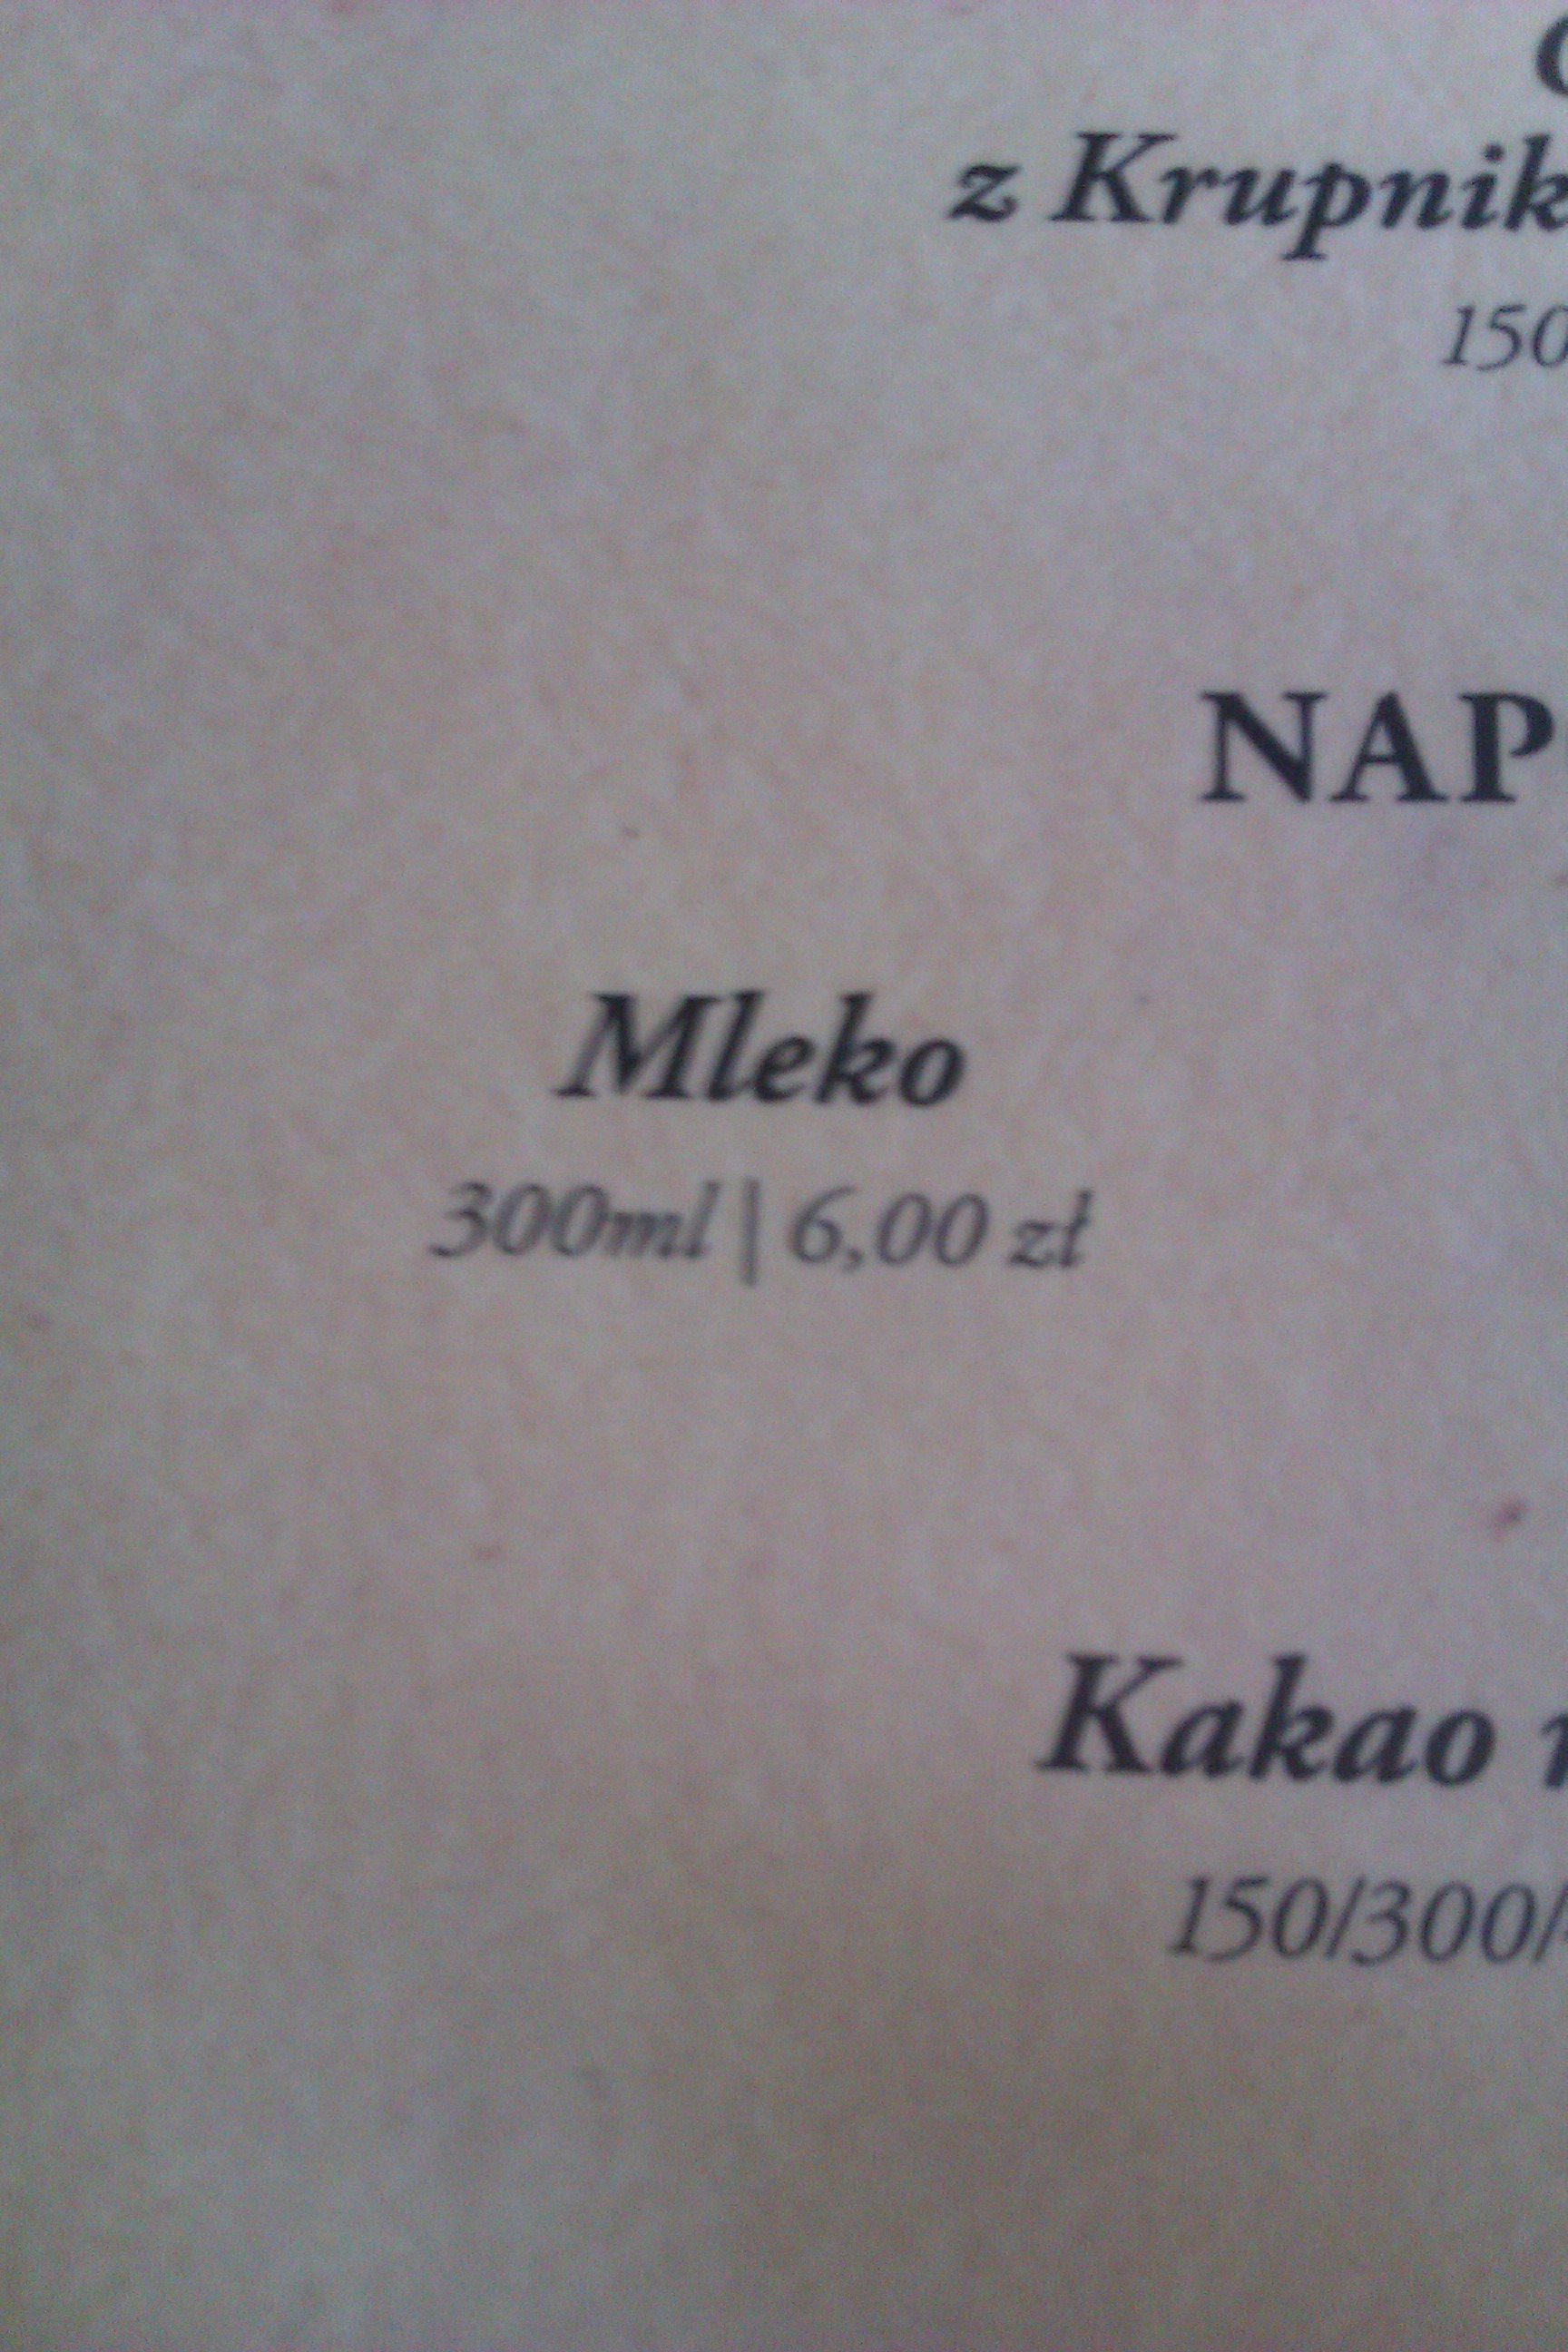 z Krupnik
150
NAP
Mleko
300ml | 6,00 zł
Kakao
150/300/